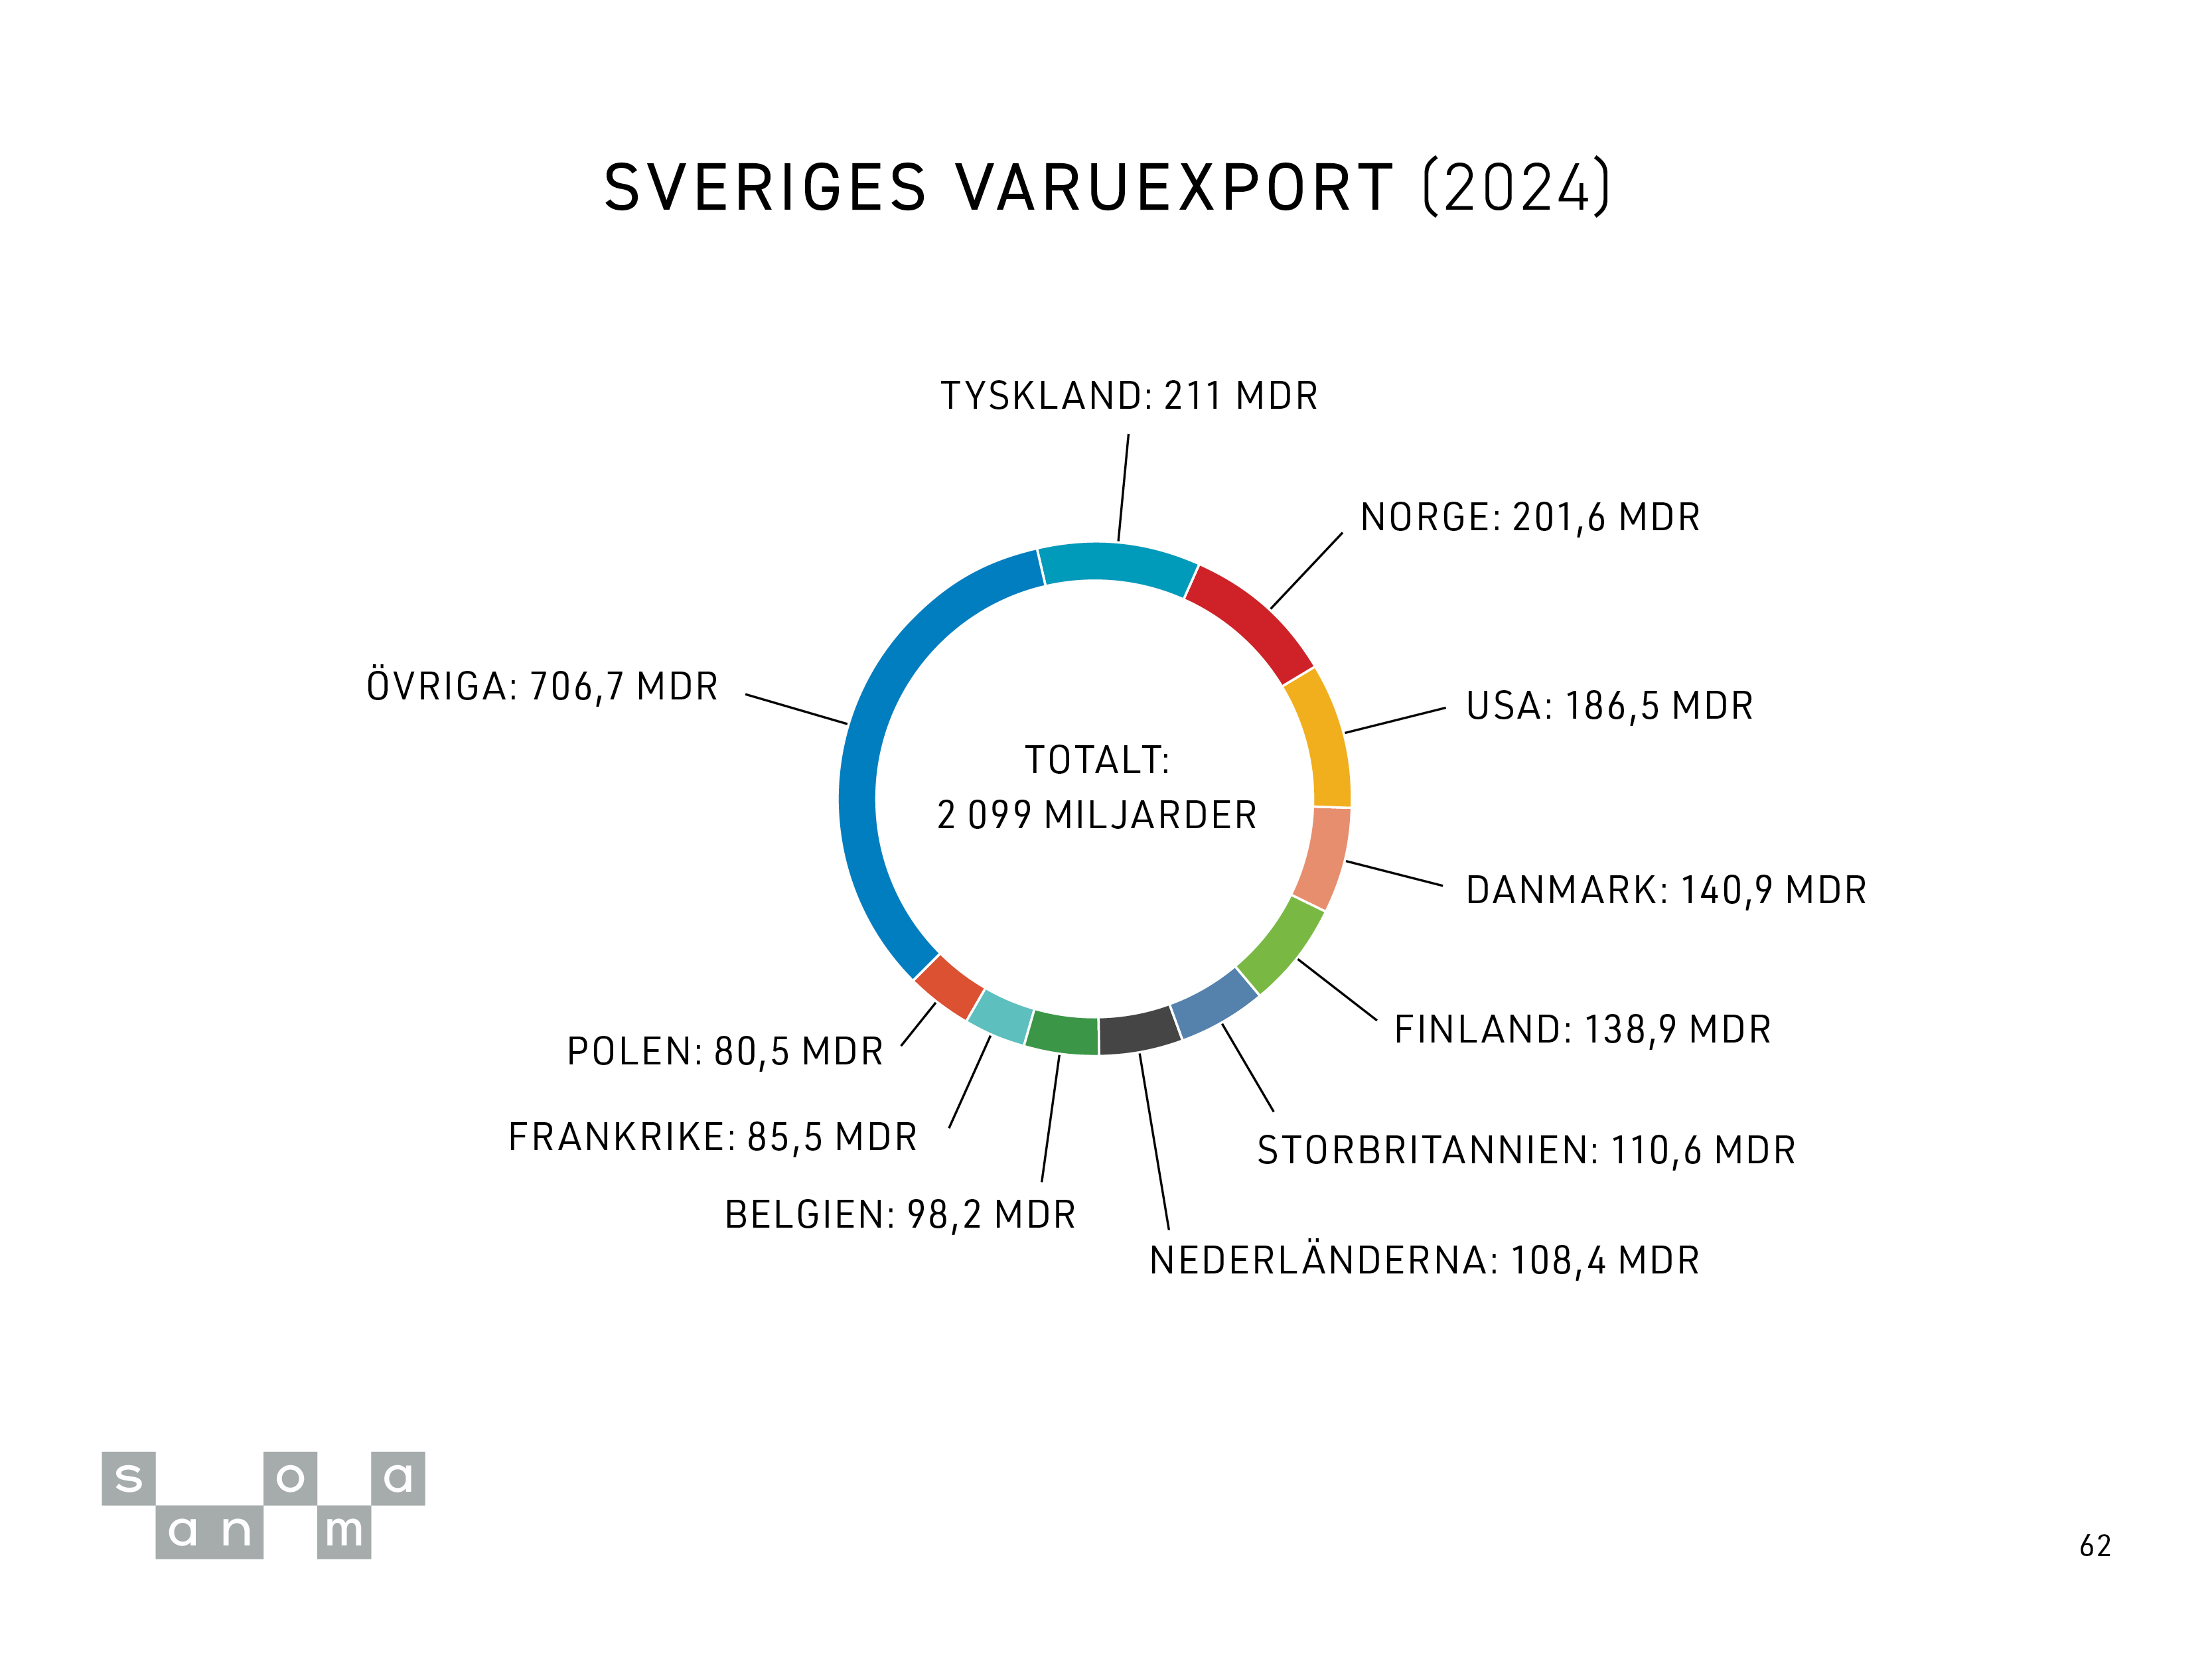 SVERIGES VARUEXPORT (2024)
TYSKLAND: 211 MDR
NORGE: 201,6 MDR
ÖVRIGA: 706,7 MDR
USA: 186,5 MDR
TOTALT:
2 099 MILJARDER
DANMARK: 140,9 MDR
FINLAND: 138,9 MDR
POLEN: 80,5 MDR
FRANKRIKE: 85,5 MDR
STORBRITANNIEN: 110,6 MDR
BELGIEN: 98,2 MDR
NEDERLÄNDERNA: 108,4 MDR
sanoma
62